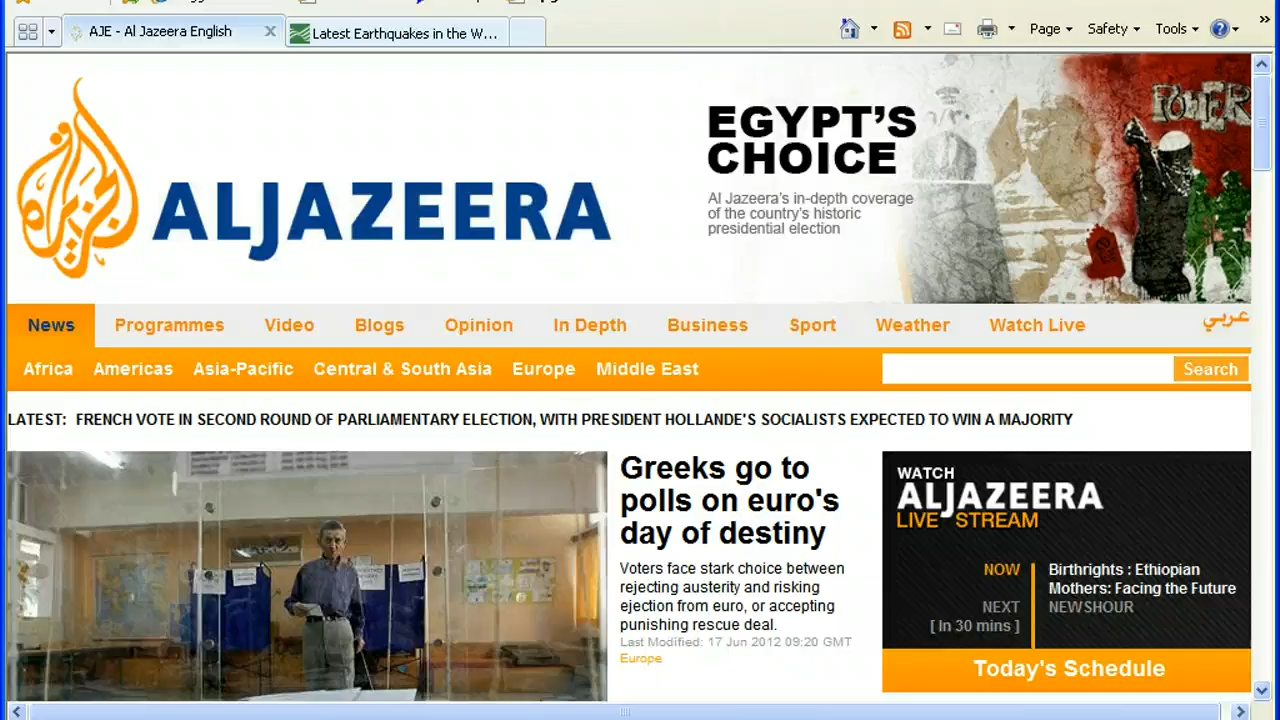 AJE - Al Jazeera English
Latest Earthquakes in the W...
Page
Safety
Tools
ALJAZEERA
EGYPT'S
CHOICE
Al Jazeera's in-depth coverage
of the country's historic
presidential election
POWER
News Programmes Video Blogs Opinion In Depth Business Sport Weather Watch Live عربي
Africa Americas Asia-Pacific Central & South Asia Europe Middle East Search
LATEST: FRENCH VOTE IN SECOND ROUND OF PARLIAMENTARY ELECTION, WITH PRESIDENT HOLLANDE'S SOCIALISTS EXPECTED TO WIN A MAJORITY
Greeks go to
polls on euro's
day of destiny
Voters face stark choice between
rejecting austerity and risking
ejection from euro, or accepting
punishing rescue deal.
Last Modified: 17 Jun 2012 09:20 GMT
Europe
WATCH
ALJAZEERA
LIVE STREAM
NOW Birthrights : Ethiopian
Mothers: Facing the Future
NEXT NEWSHOUR
[ In 30 mins ]
Today's Schedule